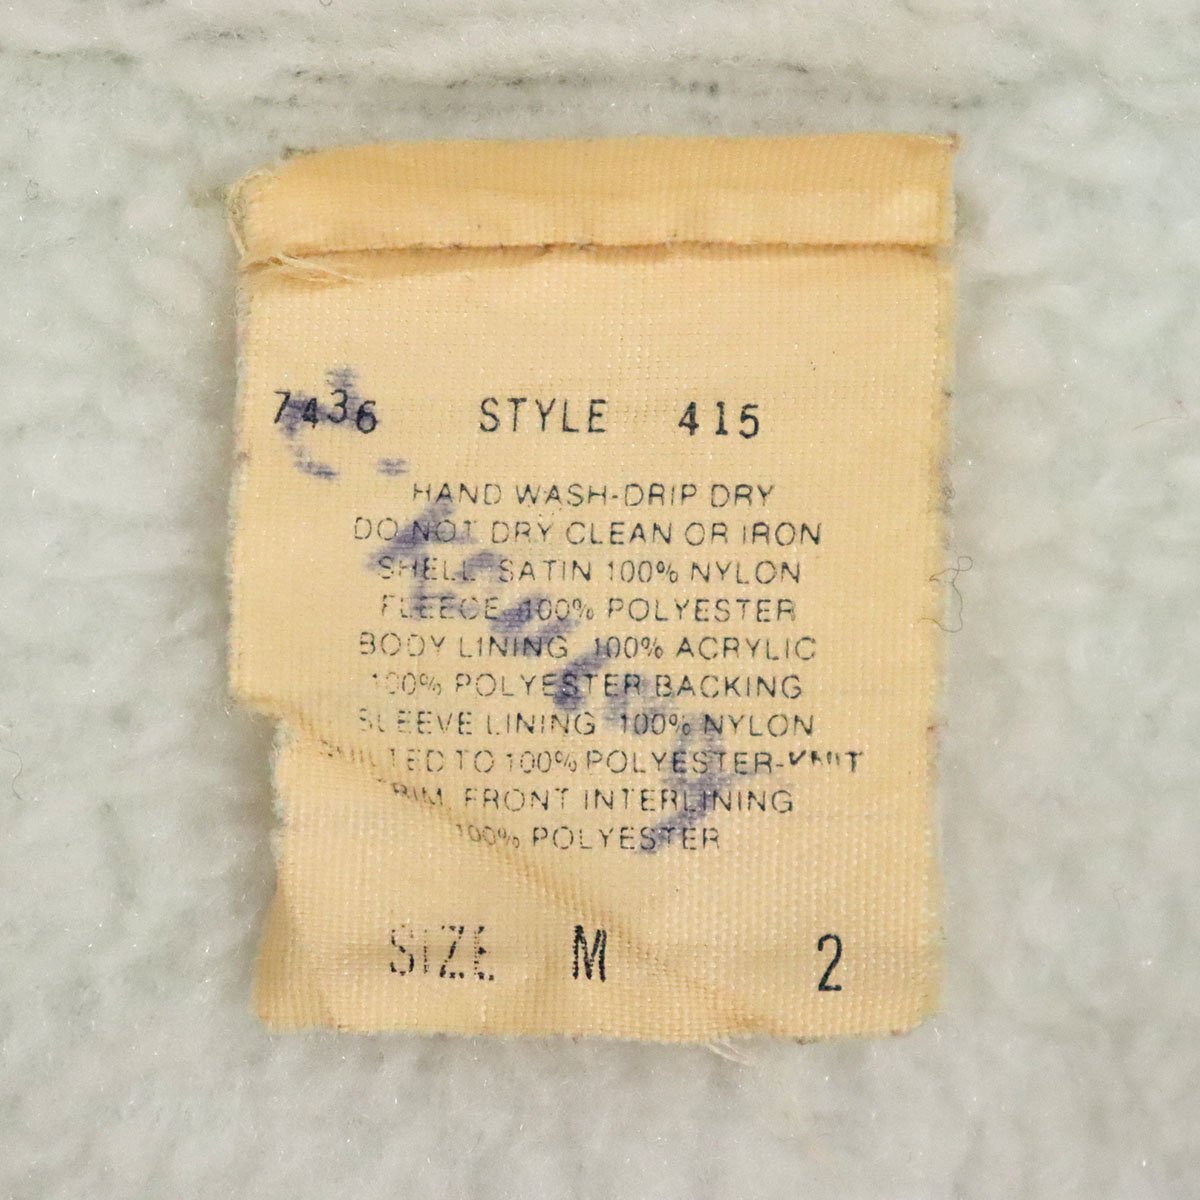 7436 STYLE 415
HAND WASH-DRIP DRY
DO NOT DRY CLEAN OR IRON
SHELL SATIN 100% NYLON
FLEECE 100% POLYESTER
BODY LINING 100% ACRYLIC
100% POLYESTER BACKING
SLEEVE LINING 100% NYLON
QUILTED TO 100% POLYESTER-KNIT
TRIM, FRONT INTERLINING
100% POLYESTER
SIZE M 2